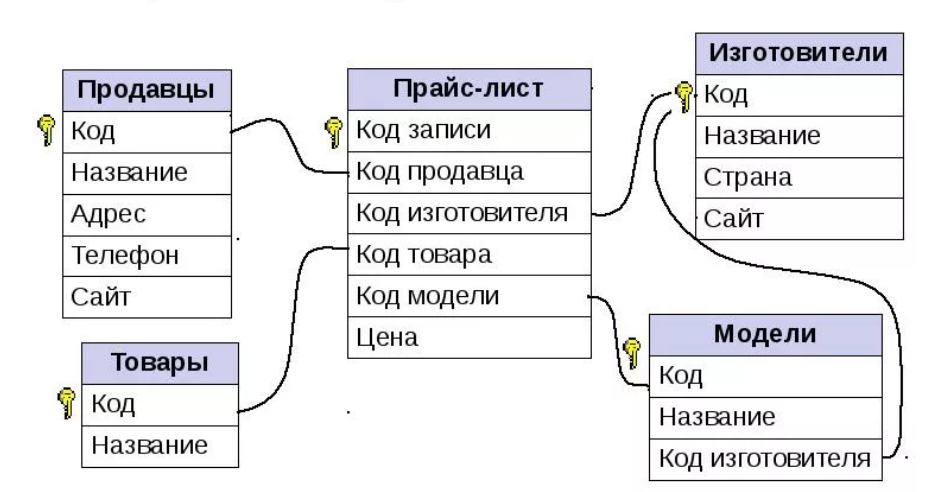 Продавцы
Код
Название
Адрес
Телефон
Сайт
Товары
Код
Название
Прайс-лист
Код записи
Код продавца
Код изготовителя
Код товара
Код модели
Цена
Изготовители
Код
Название
Страна
Сайт
Модели
Код
Название
Код изготовителя